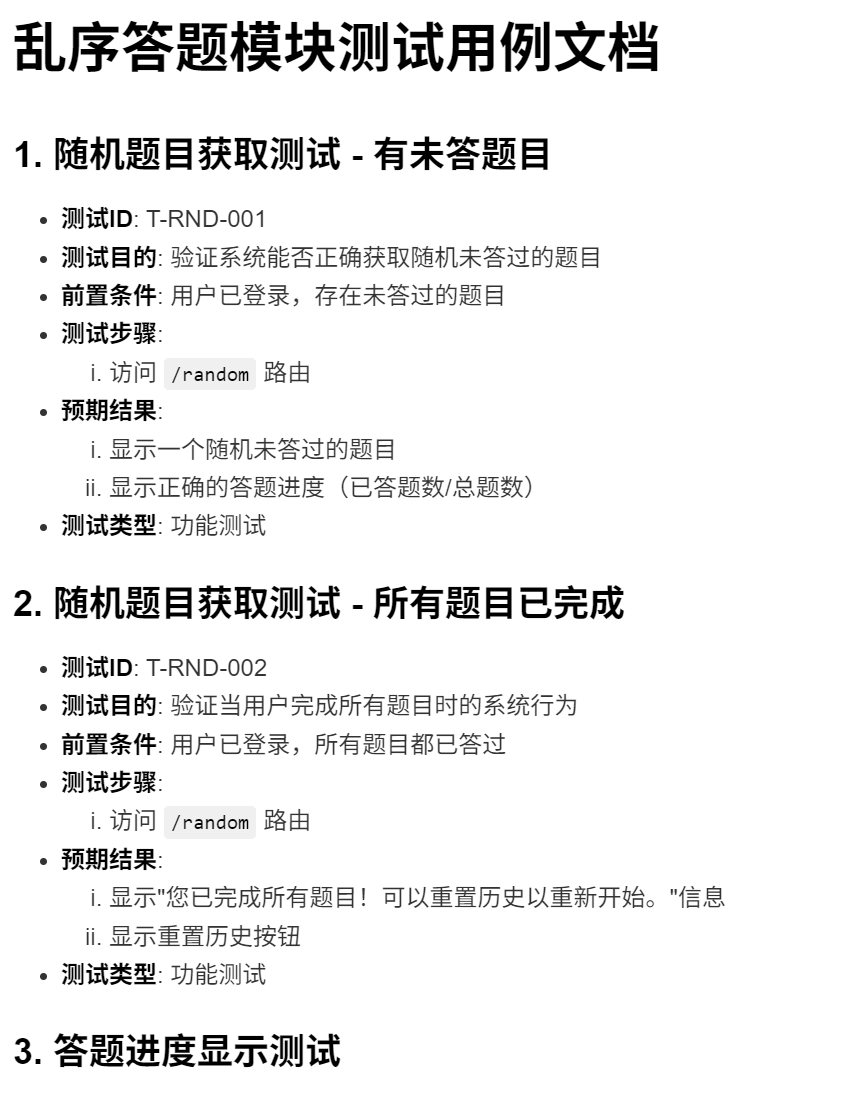 乱序答题模块测试用例文档
1. 随机题目获取测试 - 有未答题目
• 测试ID: T-RND-001
• 测试目的: 验证系统能否正确获取随机未答过的题目
• 前置条件: 用户已登录，存在未答过的题目
• 测试步骤:
i. 访问 /random 路由
• 预期结果:
i. 显示一个随机未答过的题目
ii. 显示正确的答题进度（已答题数/总题数）
• 测试类型: 功能测试
2. 随机题目获取测试 - 所有题目已完成
• 测试ID: T-RND-002
• 测试目的: 验证当用户完成所有题目时的系统行为
• 前置条件: 用户已登录，所有题目都已答过
• 测试步骤:
i. 访问 /random 路由
• 预期结果:
i. 显示"您已完成所有题目！可以重置历史以重新开始。"信息
ii. 显示重置历史按钮
• 测试类型: 功能测试
3. 答题进度显示测试